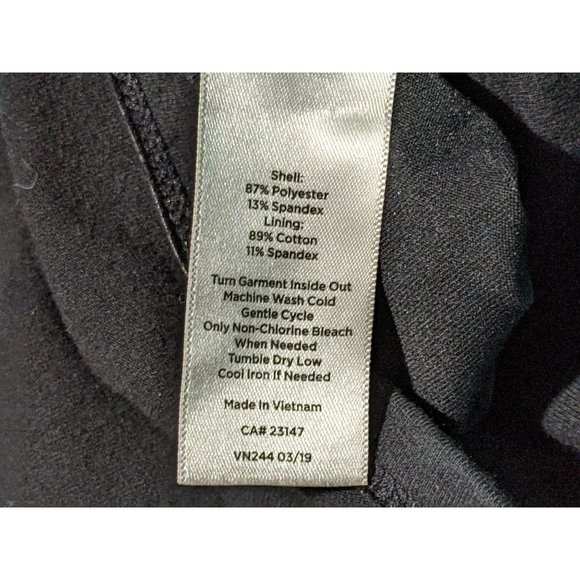 Shell:
87% Polyester
13% Spandex
Lining:
89% Cotton
11% Spandex
Turn Garment Inside Out
Machine Wash Cold
Gentle Cycle
Only Non-Chlorine Bleach
When Needed
Tumble Dry Low
Cool Iron If Needed
Made In Vietnam
CA# 23147
VN244 03/19